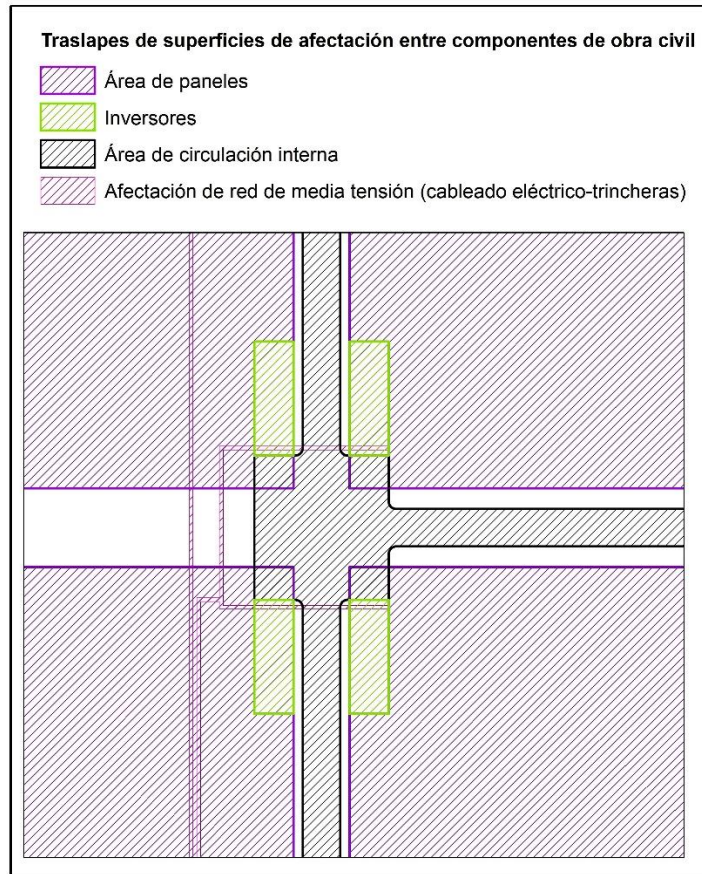 Traslapes de superficies de afectación entre componentes de obra civil
Área de paneles
Inversores
Área de circulación interna
Afectación de red de media tensión (cableado eléctrico-trincheras)